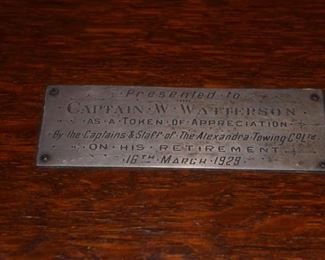 Presented to
CAPTAIN · W · WATTERSON
· AS · A · TOKEN · OF · APPRECIATION ·
By the Captains & Staff of The Alexandra Towing Co Ltd
· ON · HIS · RETIREMENT ·
· 16TH · MARCH · 1929 ·